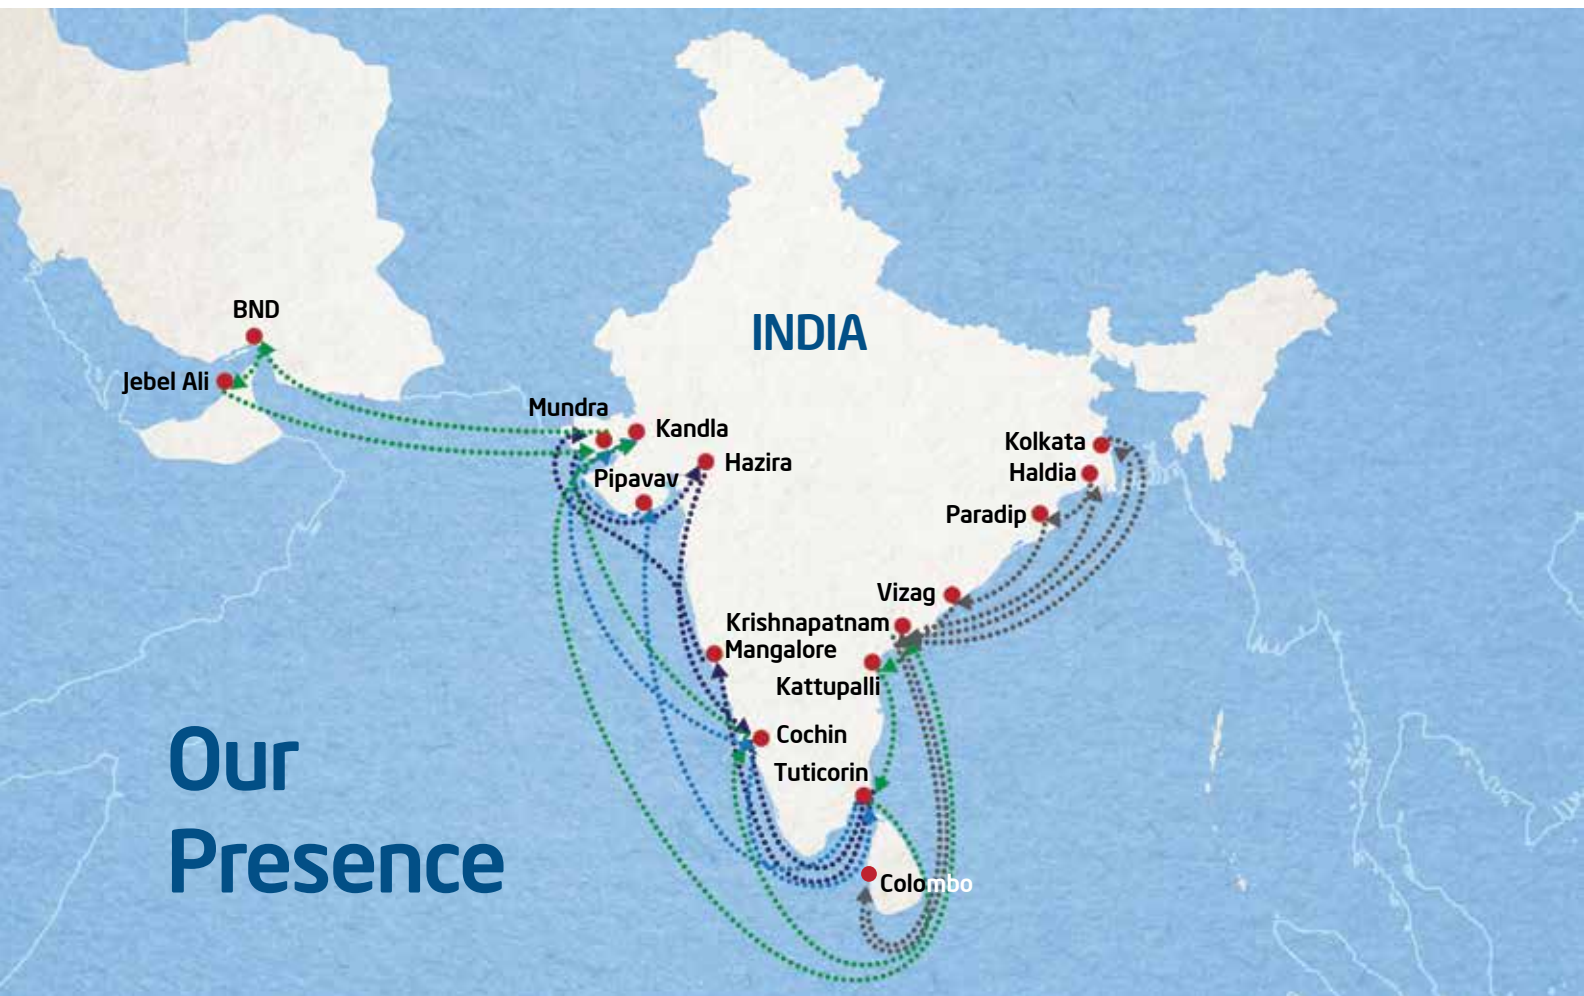 BND
INDIA
Jebel Ali
Mundra
Kandla
Kolkata
Hazira
Haldia
Pipavav
Paradip
Vizag
Krishnapatnam
Mangalore
Kattupalli
Cochin
Tuticorin
Colombo
Our
Presence